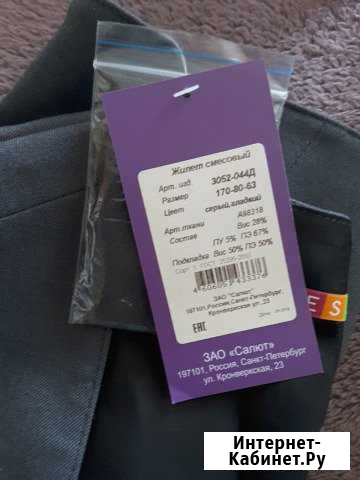 Жилет смесовый
Арт. изд. 3052-044Д
Размер 170-80-63
Цвет серый,гладкий
Арт.ткани А98318
Состав Вис 28%
ПУ 5% ПЭ 67%
Подкладка Вис 50% ПЭ 50%
ЗАО "Салют",
197101,Россия,Санкт-Петербург
Кронверкская ул.,23
ЕАС
ЗАО «Салют»
197101, Россия, Санкт-Петербург
ул. Кронверкская, 23
E S
Интернет-
Кабинет.Ру